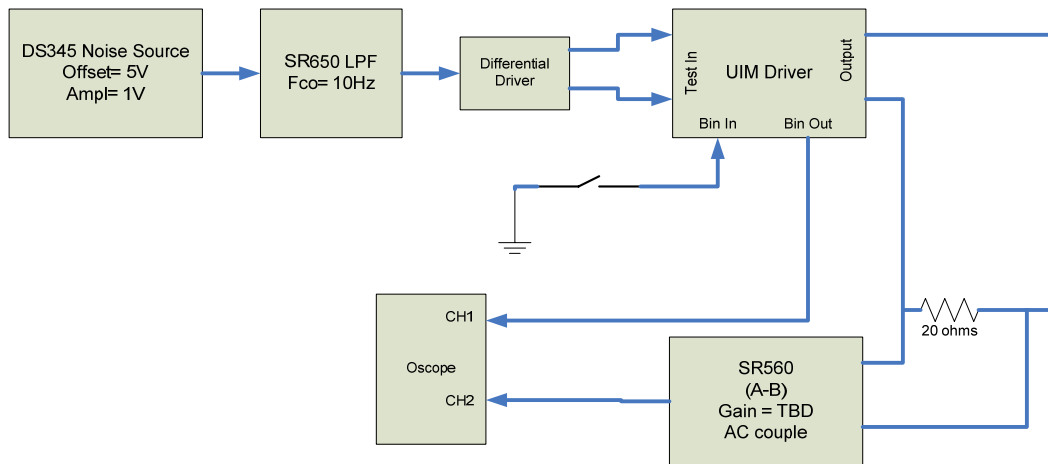 DS345 Noise Source
Offset= 5V
Ampl= 1V
SR650 LPF
Fco= 10Hz
Differential
Driver
Test In
UIM Driver
Output
Bin In
Bin Out
CH1
Oscope
CH2
20 ohms
SR560
(A-B)
Gain = TBD
AC couple